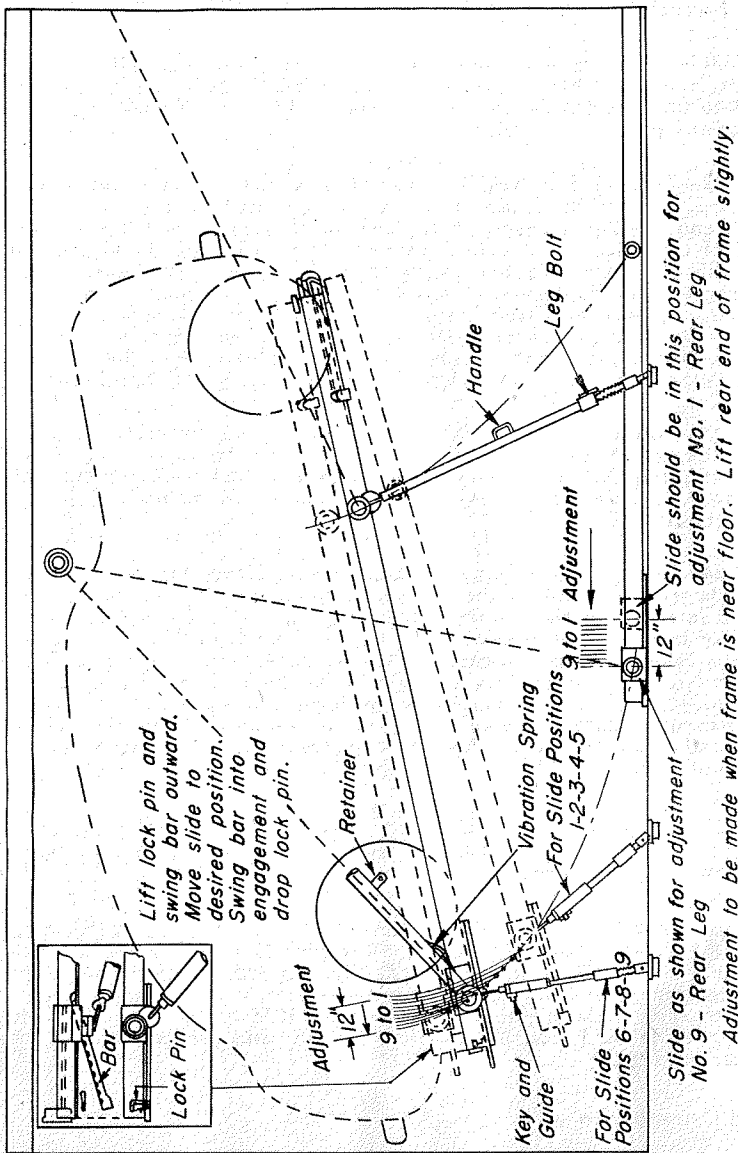 Lift lock pin and
swing bar outward.
Move slide to
desired position.
Swing bar into
engagement and
drop lock pin.
Bar
Lock Pin
Adjustment
12"
9 to 1
Retainer
Vibration Spring
For Slide Positions
1-2-3-4-5
Key and
Guide
For Slide
Positions 6-7-8-9
Handle
Leg Bolt
9 to 1 Adjustment
12"
Slide should be in this position for
adjustment No. 1 - Rear Leg
Slide as shown for adjustment
No. 9 - Rear Leg
Adjustment to be made when frame is near floor. Lift rear end of frame slightly.